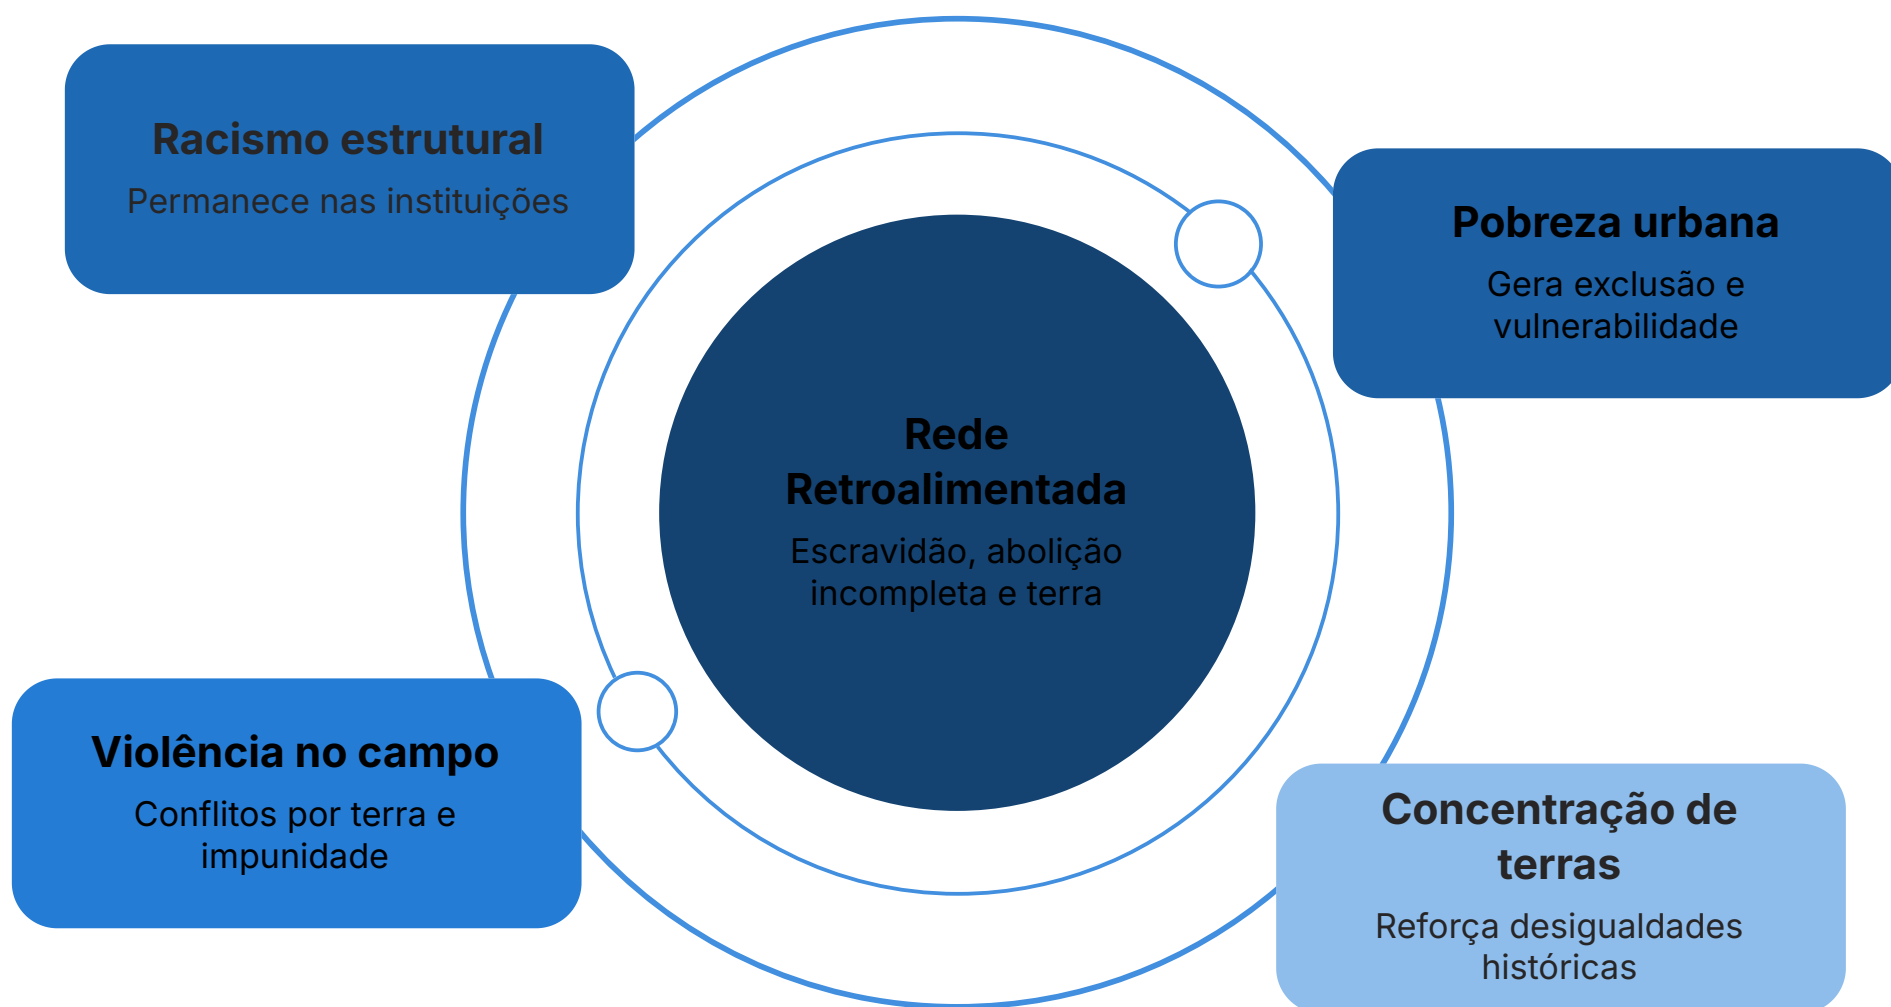 Racismo estrutural
Permanece nas instituições
Pobreza urbana
Gera exclusão e
vulnerabilidade
Rede
Retroalimentada
Escravidão, abolição
incompleta e terra
Violência no campo
Conflitos por terra e
impunidade
Concentração de
terras
Reforça desigualdades
históricas